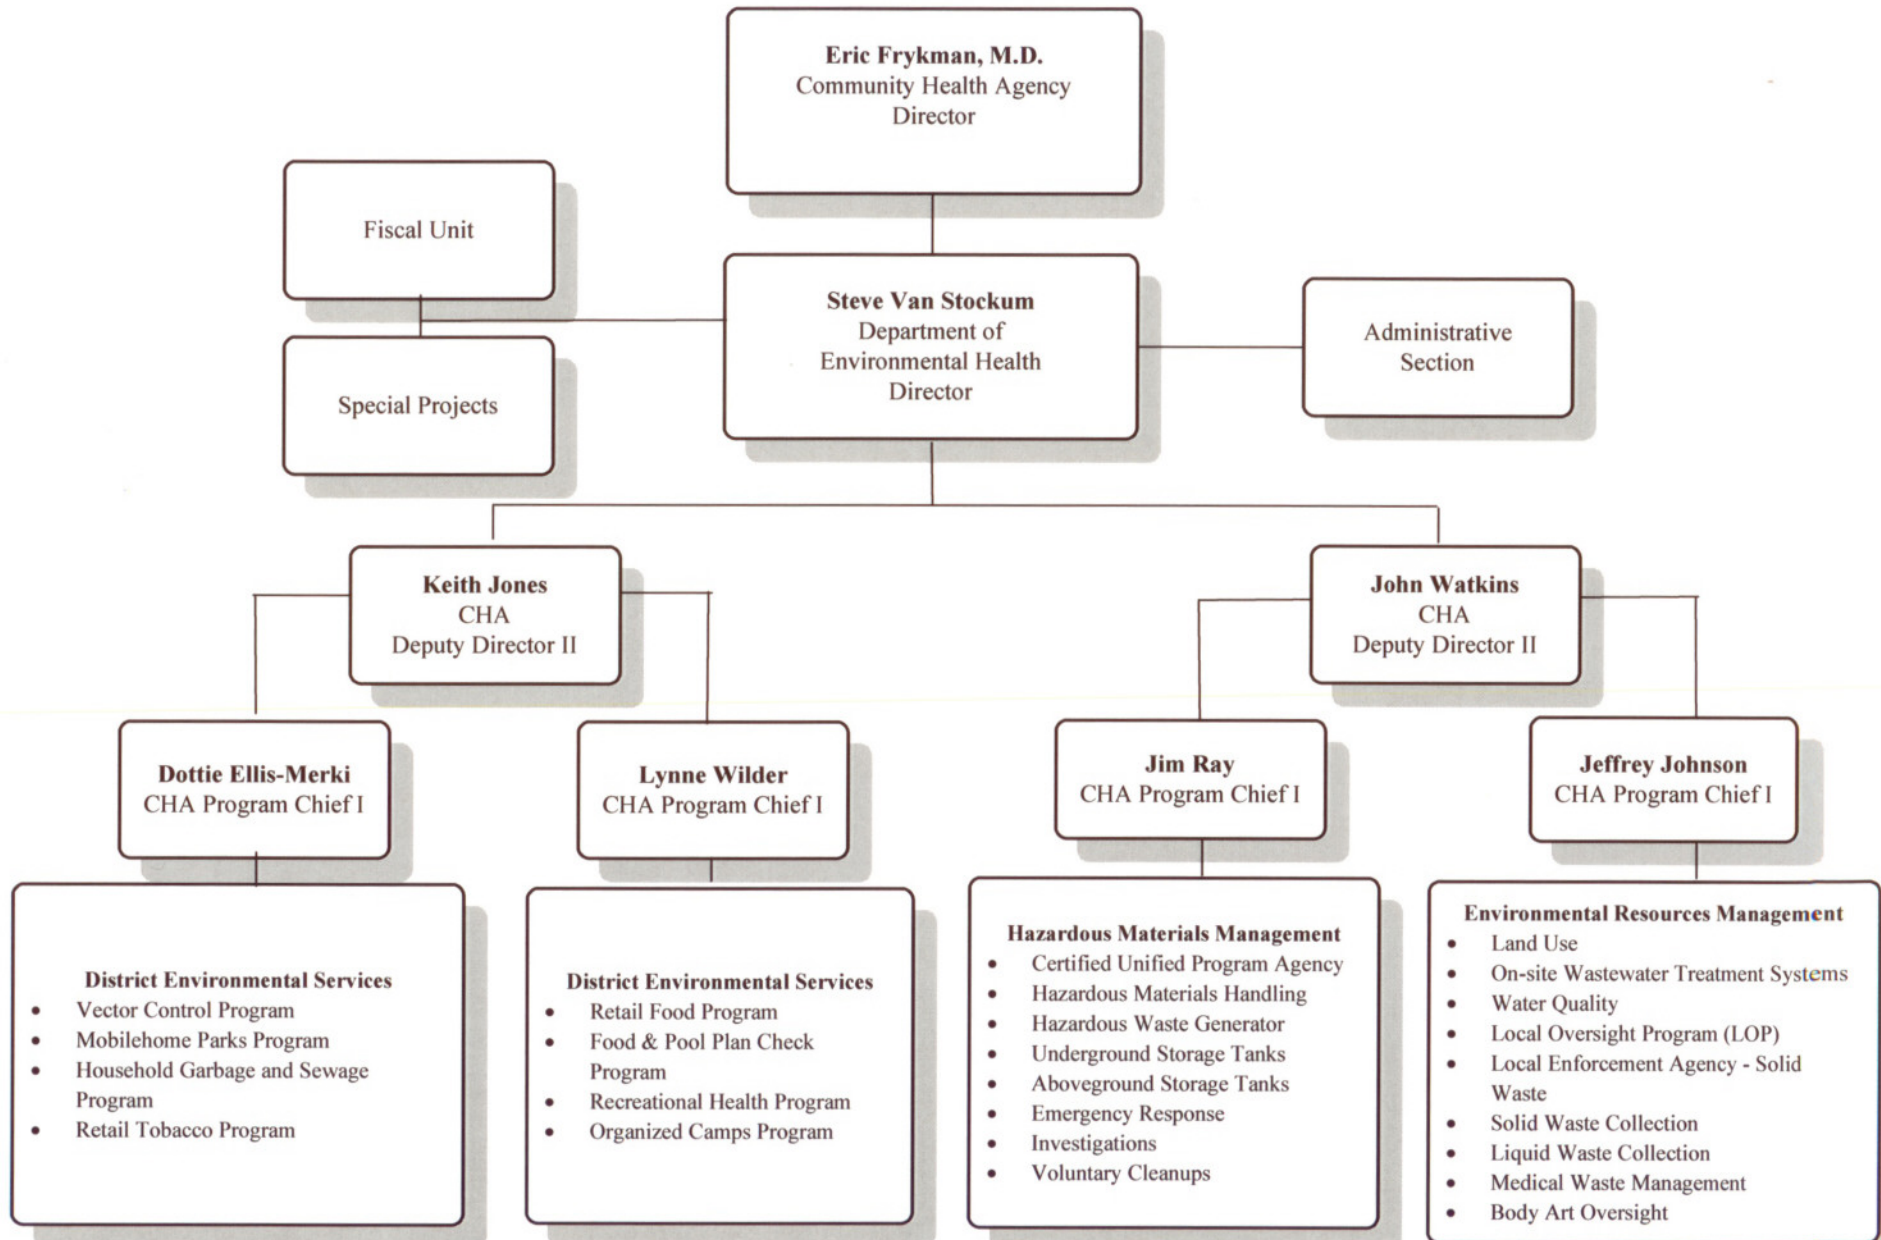 Eric Frykman, M.D.
Community Health Agency
Director
Fiscal Unit
Steve Van Stockum
Department of
Environmental Health
Director
Administrative
Section
Special Projects
Keith Jones
CHA
Deputy Director II
John Watkins
CHA
Deputy Director II
Dottie Ellis-Merki
CHA Program Chief I
Lynne Wilder
CHA Program Chief I
Jim Ray
CHA Program Chief I
Jeffrey Johnson
CHA Program Chief I
District Environmental Services
• Vector Control Program
• Mobilehome Parks Program
• Household Garbage and Sewage
Program
• Retail Tobacco Program
District Environmental Services
• Retail Food Program
• Food & Pool Plan Check
Program
• Recreational Health Program
• Organized Camps Program
Hazardous Materials Management
• Certified Unified Program Agency
• Hazardous Materials Handling
• Hazardous Waste Generator
• Underground Storage Tanks
• Aboveground Storage Tanks
• Emergency Response
• Investigations
• Voluntary Cleanups
Environmental Resources Management
• Land Use
• On-site Wastewater Treatment Systems
• Water Quality
• Local Oversight Program (LOP)
• Local Enforcement Agency - Solid
Waste
• Solid Waste Collection
• Liquid Waste Collection
• Medical Waste Management
• Body Art Oversight